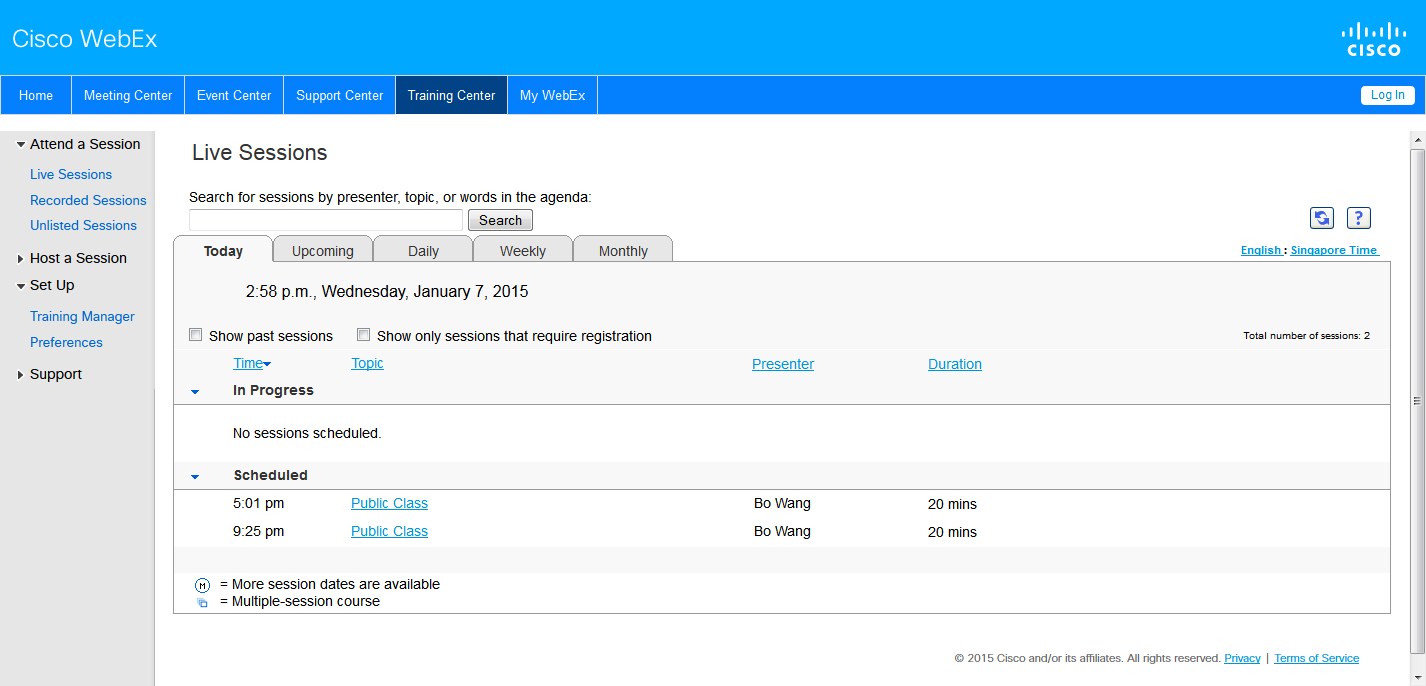 Cisco WebEx
CISCO
Home Meeting Center Event Center Support Center Training Center My WebEx Log In
Attend a Session
Live Sessions
Recorded Sessions
Unlisted Sessions
Host a Session
Set Up
Training Manager
Preferences
Support
Live Sessions
Search for sessions by presenter, topic, or words in the agenda:
Search
?
Today Upcoming Daily Weekly Monthly
English : Singapore Time
2:58 p.m., Wednesday, January 7, 2015
Show past sessions Show only sessions that require registration Total number of sessions: 2
Time Topic Presenter Duration
In Progress
No sessions scheduled.
Scheduled
5:01 pm Public Class Bo Wang 20 mins
9:25 pm Public Class Bo Wang 20 mins
M = More session dates are available
= Multiple-session course
© 2015 Cisco and/or its affiliates. All rights reserved. Privacy | Terms of Service